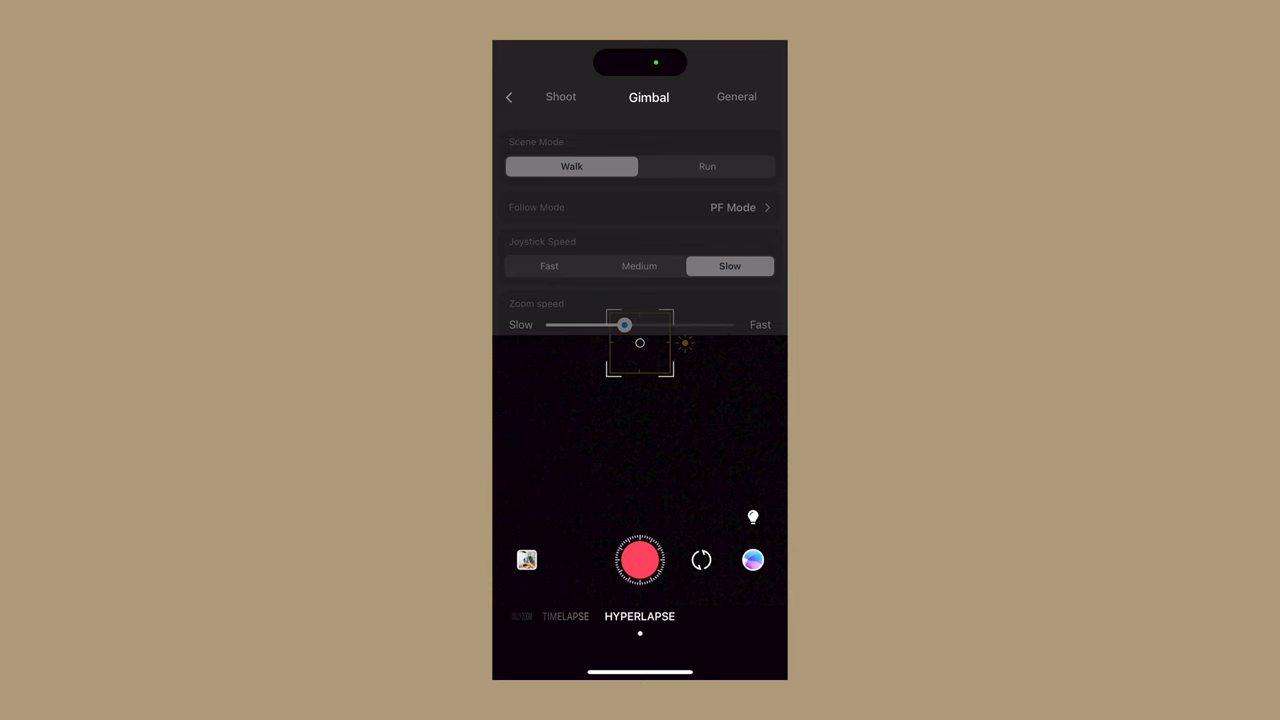 Shoot Gimbal General
Scene Mode
Walk Run
Follow Mode PF Mode
Joystick Speed
Fast Medium Slow
Zoom speed
Slow Fast
TIMELAPSE HYPERLAPSE